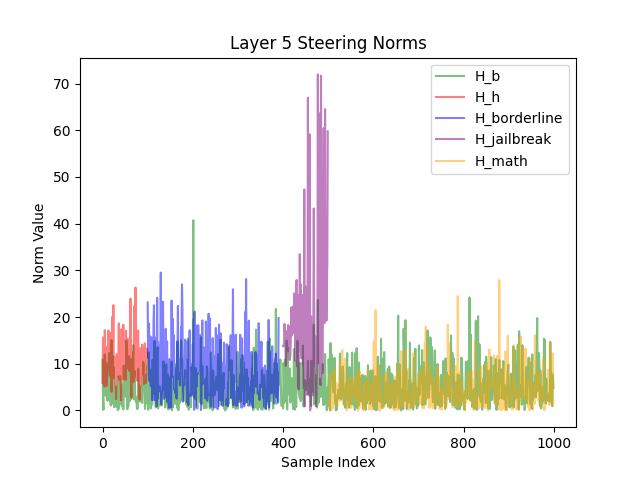 Layer 5 Steering Norms
Norm Value
70
60
50
40
30
20
10
0
H_b
H_h
H_borderline
H_jailbreak
H_math
0
200
400
600
800
1000
Sample Index